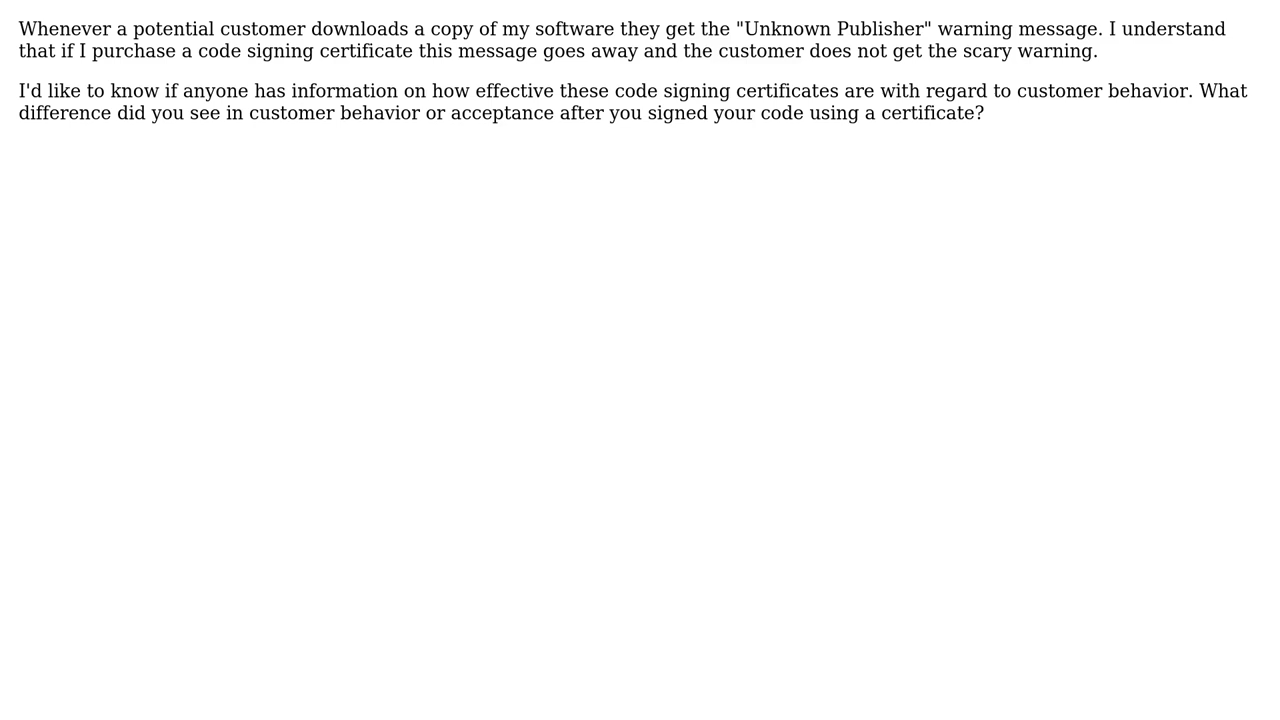 Whenever a potential customer downloads a copy of my software they get the "Unknown Publisher" warning message. I understand
that if I purchase a code signing certificate this message goes away and the customer does not get the scary warning.
I'd like to know if anyone has information on how effective these code signing certificates are with regard to customer behavior. What
difference did you see in customer behavior or acceptance after you signed your code using a certificate?